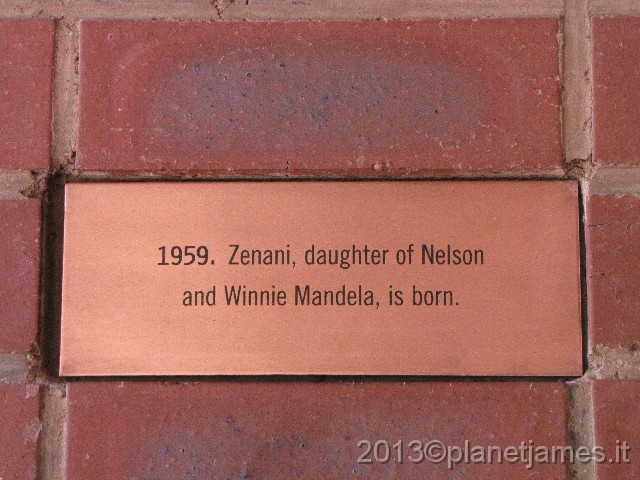 1959. Zenani, daughter of Nelson
and Winnie Mandela, is born.
2013©planetjames.it